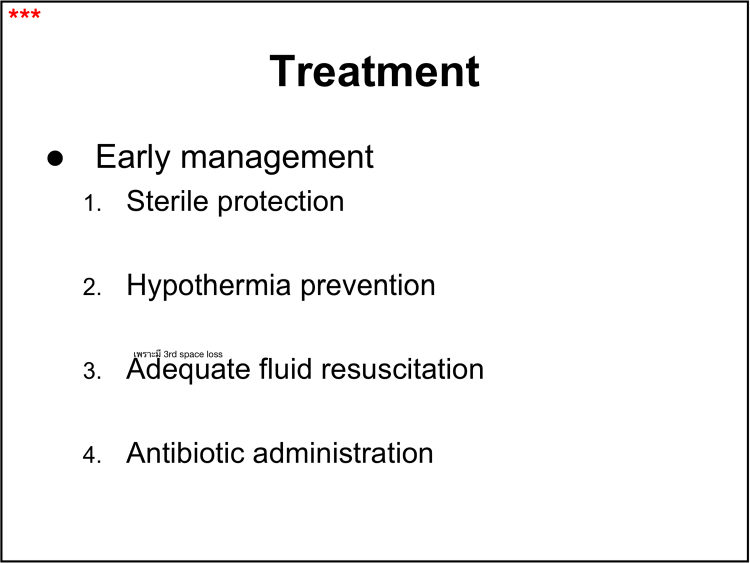 ***
Treatment
● Early management
1. Sterile protection
2. Hypothermia prevention
เพราะมี 3rd space loss
3. Adequate fluid resuscitation
4. Antibiotic administration